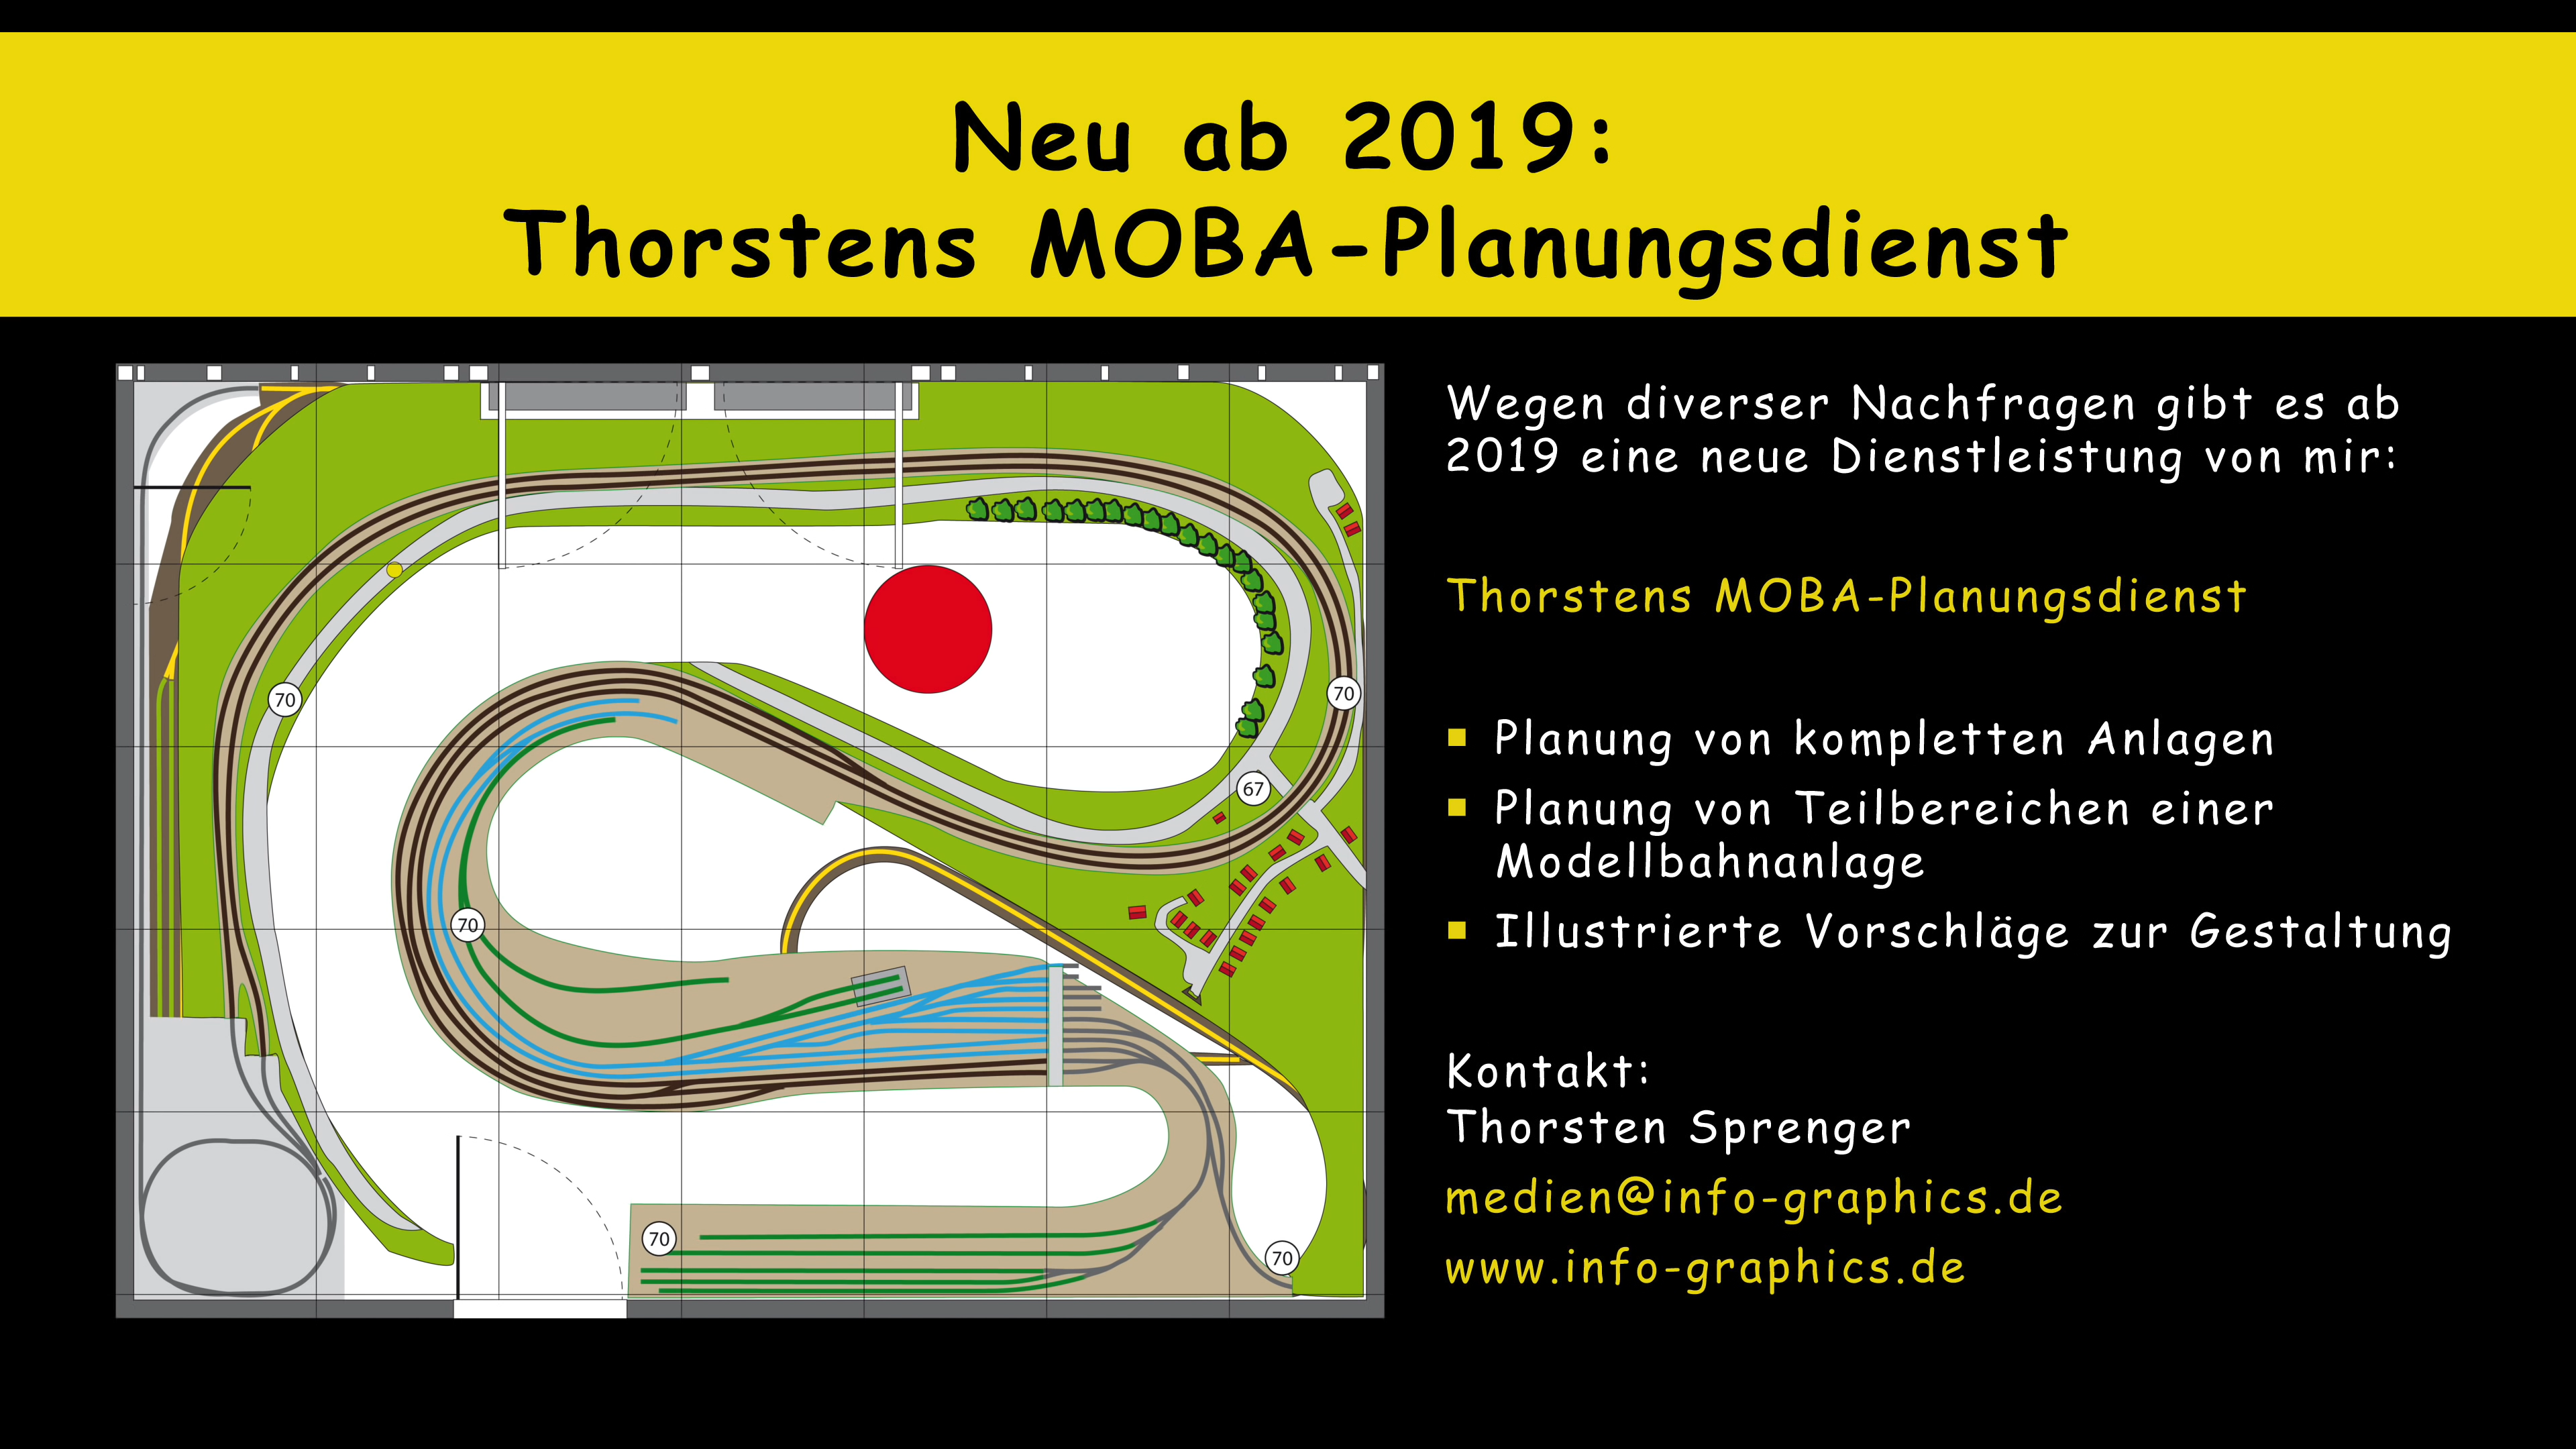 Neu ab 2019:
Thorstens MOBA-Planungsdienst
70
70
67
70
70
70
Wegen diverser Nachfragen gibt es ab
2019 eine neue Dienstleistung von mir:
Thorstens MOBA-Planungsdienst
Planung von kompletten Anlagen
Planung von Teilbereichen einer
Modellbahnanlage
Illustrierte Vorschläge zur Gestaltung
Kontakt:
Thorsten Sprenger
medien@info-graphics.de
www.info-graphics.de